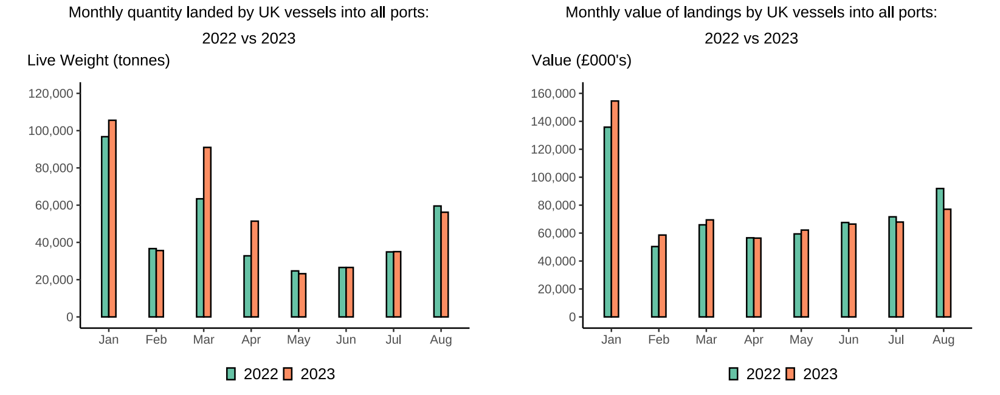 Monthly quantity landed by UK vessels into all ports:
2022 vs 2023
Live Weight (tonnes)
120,000
100,000
80,000
60,000
40,000
20,000
0
Jan Feb Mar Apr May Jun Jul Aug
2022 2023
Monthly value of landings by UK vessels into all ports:
2022 vs 2023
Value (£000's)
160,000
140,000
120,000
100,000
80,000
60,000
40,000
20,000
0
Jan Feb Mar Apr May Jun Jul Aug
2022 2023